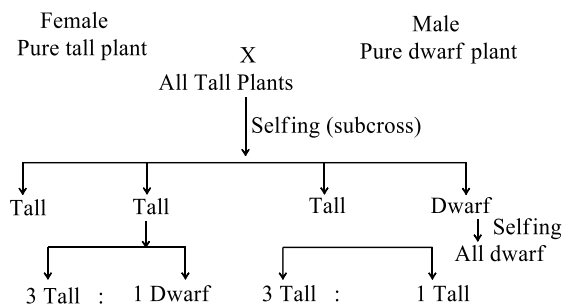 Female
Pure tall plant
Male
Pure dwarf plant
X
All Tall Plants
Selfing (subcross)
Tall Tall Tall Dwarf
Selfing
All dwarf
3 Tall : 1 Dwarf 3 Tall : 1 Tall